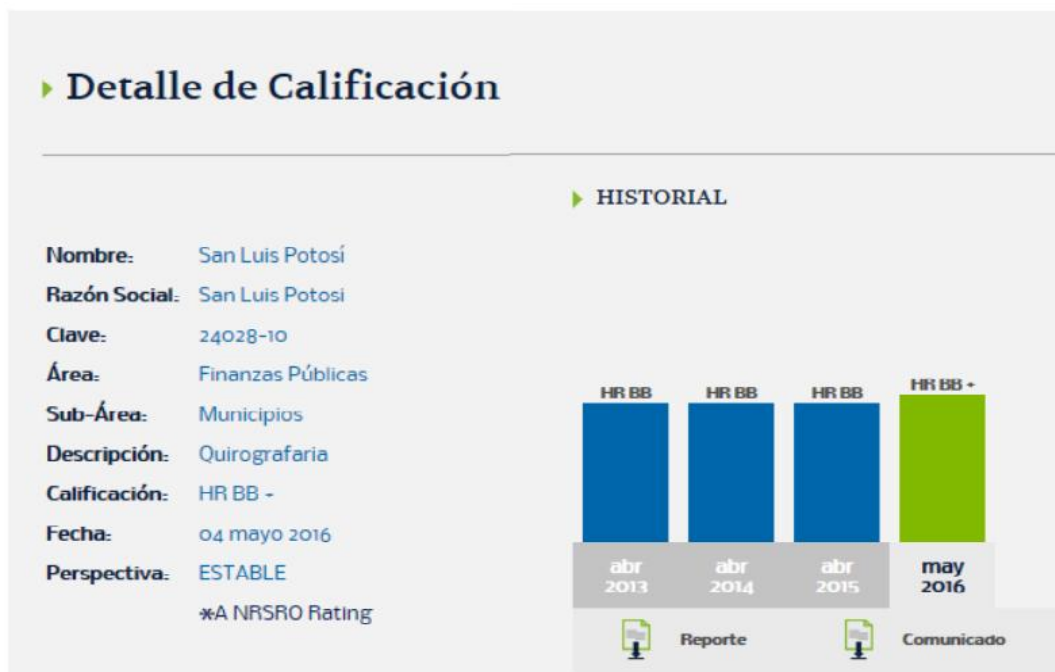 Detalle de Calificación
HISTORIAL
Nombre: San Luis Potosí
Razón Social: San Luis Potosi
Clave: 24028-10
Área: Finanzas Públicas
Sub-Área: Municipios
Descripción: Quirografaria
Calificación: HR BB +
Fecha: 04 mayo 2016
Perspectiva: ESTABLE
*A NRSRO Rating
HR BB HR BB HR BB HR BB +
abr abr abr may
2013 2014 2015 2016
Reporte Comunicado